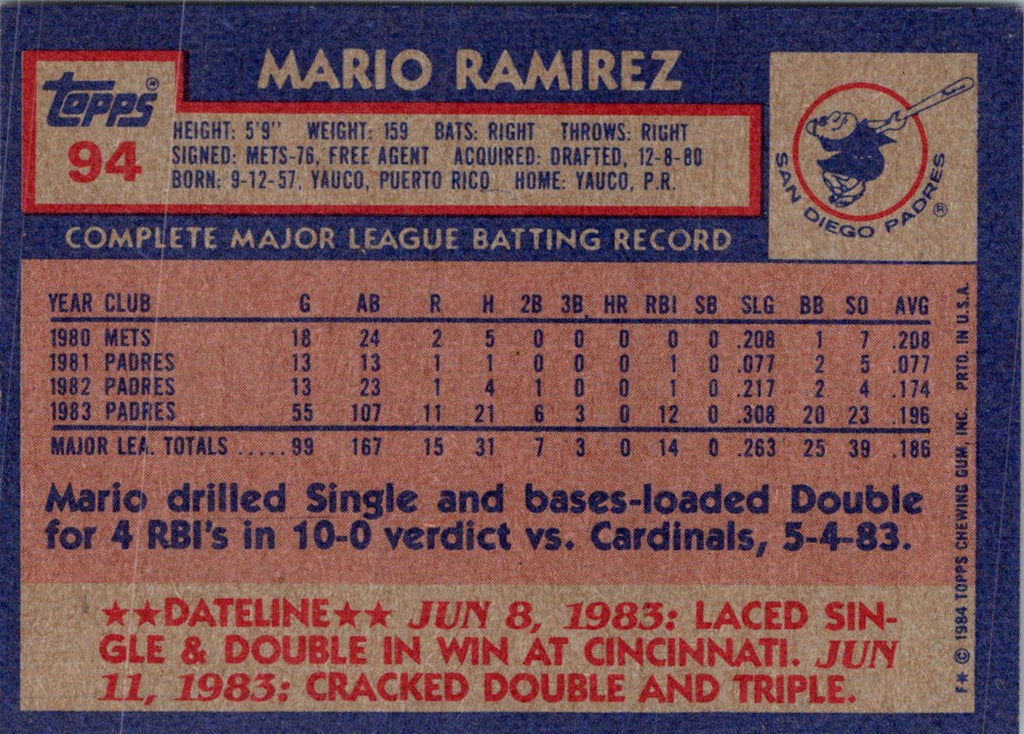 MARIO RAMIREZ
Topps®
94
HEIGHT: 5'9" WEIGHT: 159 BATS: RIGHT THROWS: RIGHT
SIGNED: METS-76, FREE AGENT ACQUIRED: DRAFTED, 12-8-80
BORN: 9-12-57, YAUCO, PUERTO RICO HOME: YAUCO, P.R.
SAN DIEGO PADRES ®
COMPLETE MAJOR LEAGUE BATTING RECORD
YEAR CLUB G AB R H 2B 3B HR RBI SB SLG BB SO AVG
1980 METS 18 24 2 5 0 0 0 0 0 .208 1 7 .208
1981 PADRES 13 13 1 1 0 0 0 1 0 .077 2 5 .077
1982 PADRES 13 23 1 4 1 0 0 1 0 .217 2 4 .174
1983 PADRES 55 107 11 21 6 3 0 12 0 .308 20 23 .196
MAJOR LEA. TOTALS .....99 167 15 31 7 3 0 14 0 .263 25 39 .186
Mario drilled Single and bases-loaded Double
for 4 RBI's in 10-0 verdict vs. Cardinals, 5-4-83.
★★DATELINE★★ JUN 8, 1983: LACED SIN-
GLE & DOUBLE IN WIN AT CINCINNATI. JUN
11, 1983: CRACKED DOUBLE AND TRIPLE.
F* © 1984 TOPPS CHEWING GUM, INC. PRTD. IN U.S.A.